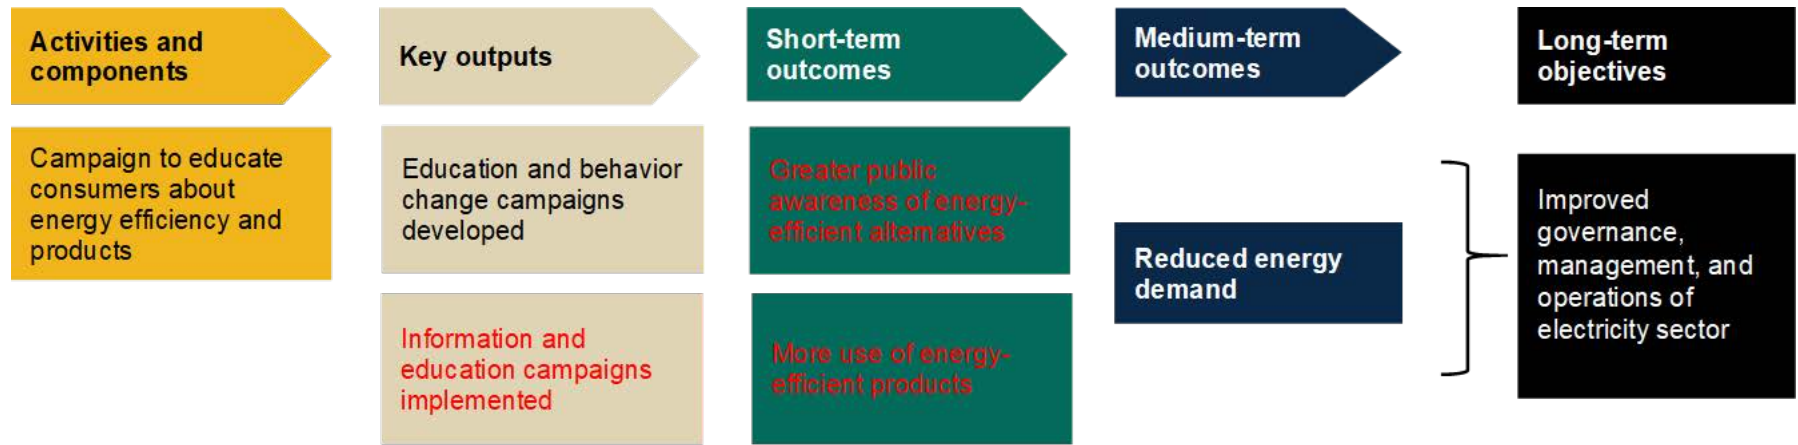 Activities and
components
Key outputs
Short-term
outcomes
Medium-term
outcomes
Long-term
objectives
Campaign to educate
consumers about
energy efficiency and
products
Education and behavior
change campaigns
developed
Information and
education campaigns
implemented
Greater public
awareness of energy-
efficient alternatives
More use of energy-
efficient products
Reduced energy
demand
Improved
governance,
management, and
operations of
electricity sector